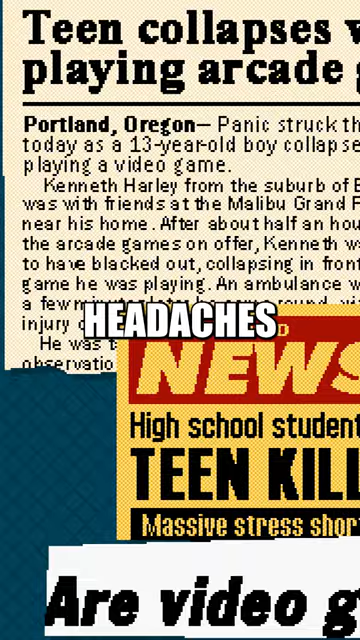 Teen collapses
playing arcade
Portland, Oregon— Panic struck
today as a 13-year-old boy collapse
playing a video game.
Kenneth Harley from the suburb of
was with friends at the Malibu Grand
near his home. After about half an hou
the arcade games on offer, Kenneth
to have blacked out, collapsing in front
game he was playing. An ambulance
a few
injury
He was
observatio
HEADACHES
NEWS
High school student
TEEN KILL
Massive stress shor
Are video g